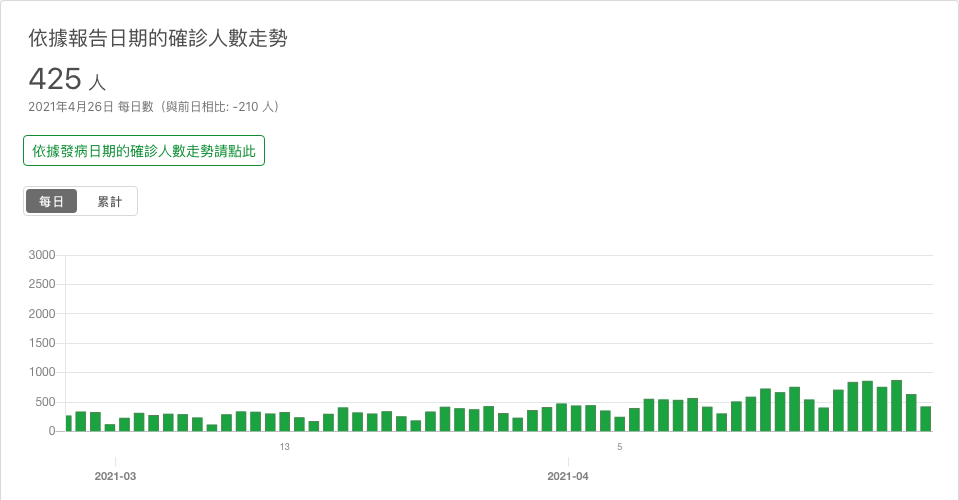 依據報告日期的確診人數走勢
425 人
2021年4月26日 每日數（與前日相比: -210 人）
依據發病日期的確診人數走勢請點此
每日 累計
3000
2500
2000
1500
1000
500
0
13 5
2021-03 2021-04